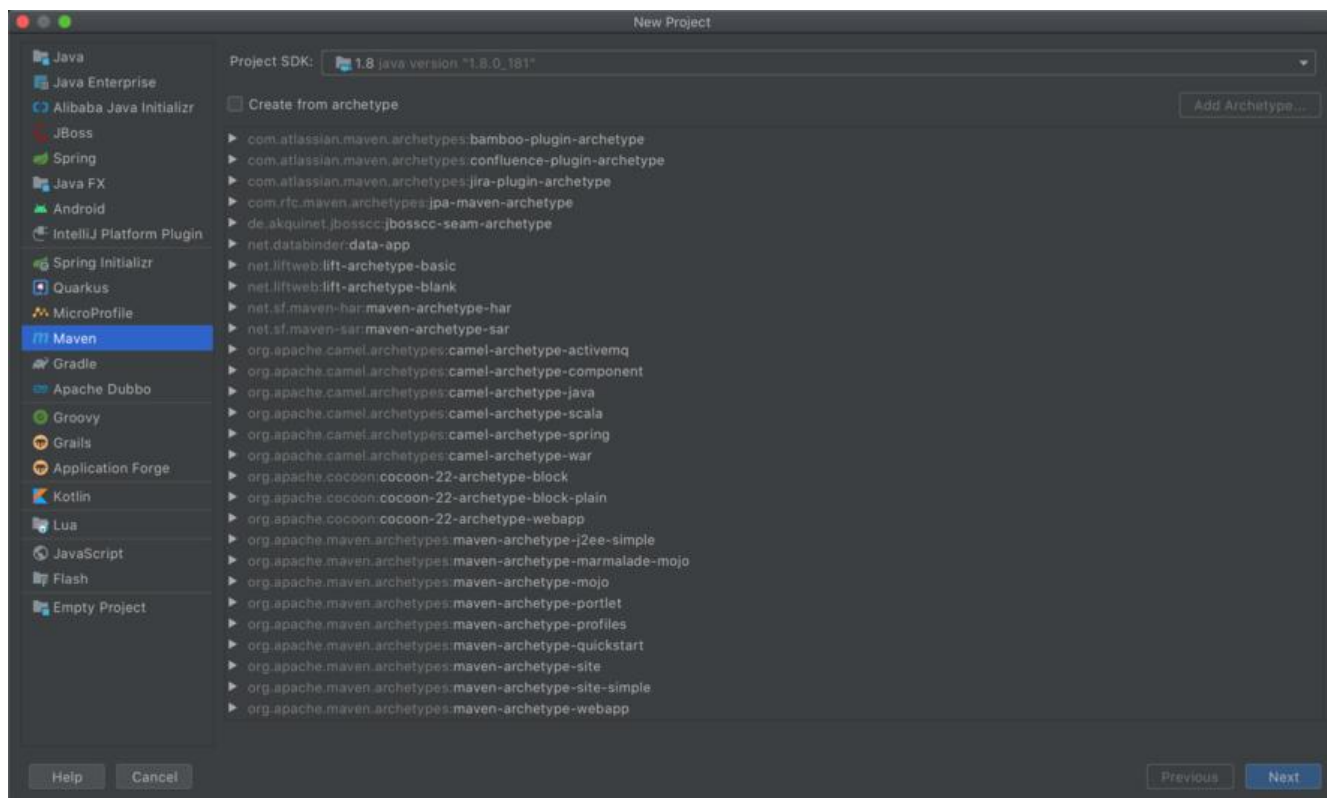 New Project
Java
Java Enterprise
Alibaba Java Initializr
JBoss
Spring
Java FX
Android
IntelliJ Platform Plugin
Spring Initializr
Quarkus
MicroProfile
Maven
Gradle
Apache Dubbo
Groovy
Grails
Application Forge
Kotlin
Lua
JavaScript
Flash
Empty Project
Project SDK: 1.8 java version "1.8.0_181"
Create from archetype Add Archetype...
com.atlassian.maven.archetypes:bamboo-plugin-archetype
com.atlassian.maven.archetypes:confluence-plugin-archetype
com.atlassian.maven.archetypes:jira-plugin-archetype
com.rfc.maven.archetypes:jpa-maven-archetype
de.akquinet.jbosscc:jbosscc-seam-archetype
net.databinder:data-app
net.liftweb:lift-archetype-basic
net.liftweb:lift-archetype-blank
net.sf.maven-har:maven-archetype-har
net.sf.maven-sar:maven-archetype-sar
org.apache.camel.archetypes:camel-archetype-activemq
org.apache.camel.archetypes:camel-archetype-component
org.apache.camel.archetypes:camel-archetype-java
org.apache.camel.archetypes:camel-archetype-scala
org.apache.camel.archetypes:camel-archetype-spring
org.apache.camel.archetypes:camel-archetype-war
org.apache.cocoon:cocoon-22-archetype-block
org.apache.cocoon:cocoon-22-archetype-block-plain
org.apache.cocoon:cocoon-22-archetype-webapp
org.apache.maven.archetypes:maven-archetype-j2ee-simple
org.apache.maven.archetypes:maven-archetype-marmalade-mojo
org.apache.maven.archetypes:maven-archetype-mojo
org.apache.maven.archetypes:maven-archetype-portlet
org.apache.maven.archetypes:maven-archetype-profiles
org.apache.maven.archetypes:maven-archetype-quickstart
org.apache.maven.archetypes:maven-archetype-site
org.apache.maven.archetypes:maven-archetype-site-simple
org.apache.maven.archetypes:maven-archetype-webapp
Help Cancel Previous Next